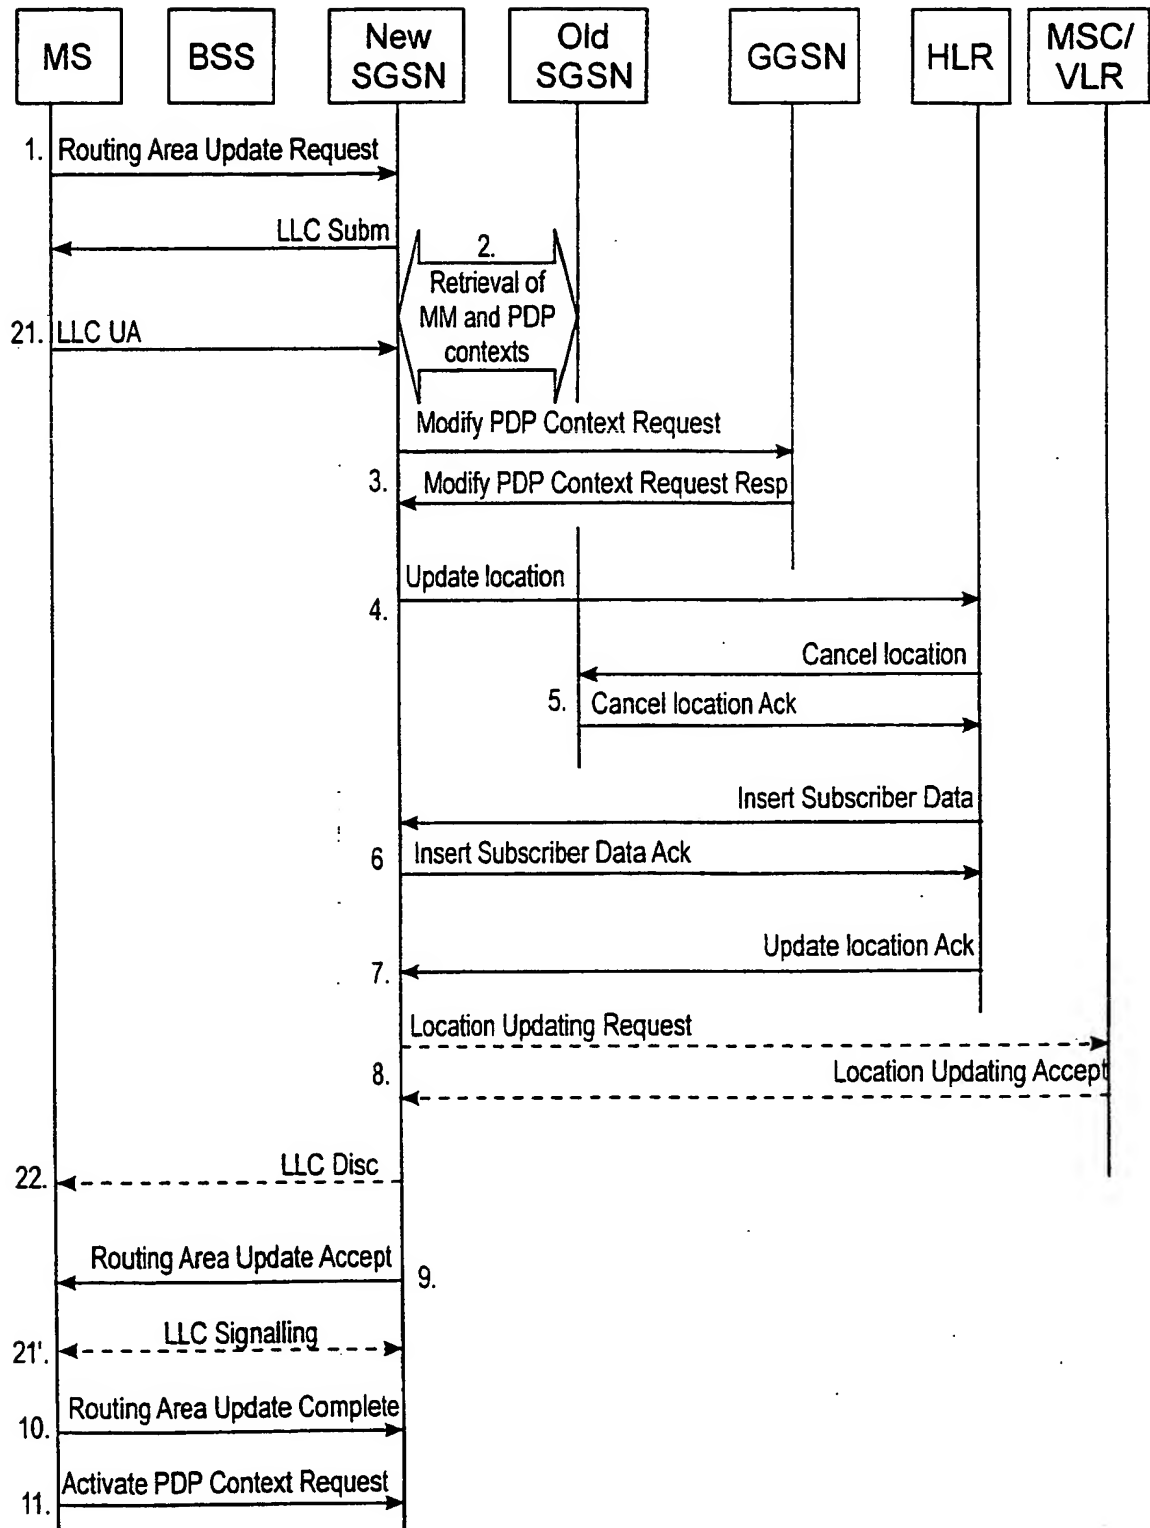 MS
BSS
New
SGSN
Old
SGSN
GGSN
HLR
MSC/
VLR
1. Routing Area Update Request
LLC Subm
2.
Retrieval of
MM and PDP
contexts
21. LLC UA
Modify PDP Context Request
3. Modify PDP Context Request Resp
Update location
4.
Cancel location
5. Cancel location Ack
Insert Subscriber Data
6 Insert Subscriber Data Ack
Update location Ack
7.
Location Updating Request
8. Location Updating Accept
22. LLC Disc
Routing Area Update Accept
9.
LLC Signalling
21'.
Routing Area Update Complete
10.
Activate PDP Context Request
11.